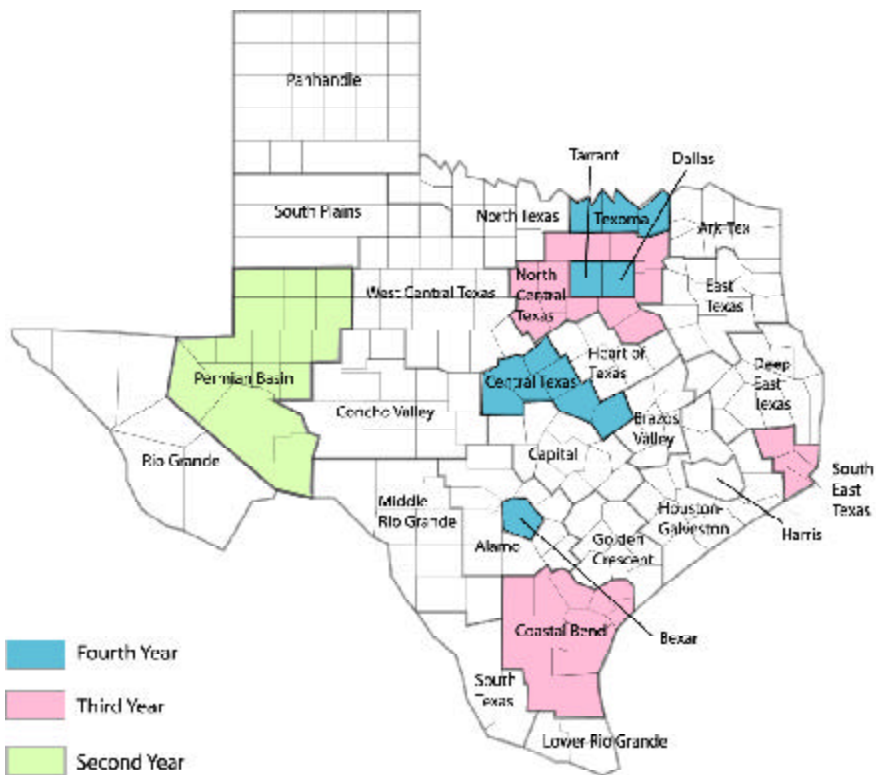 Panhandle
Tarrant
Dallas
South Plains
North Texas
Texoma
Ark-Tex
West Central Texas
North
Central
Texas
East
Texas
Permian Basin
Central Texas
Heart of
Texas
Deep
East
Texas
Concho Valley
Brazos
Valley
Rio Grande
Capital
South
East
Texas
Middle
Rio Grande
Alamo
Golden
Crescent
Houston-
Galveston
Harris
Coastal Bend
Bexar
South
Texas
Lower Rio Grande
Fourth Year
Third Year
Second Year